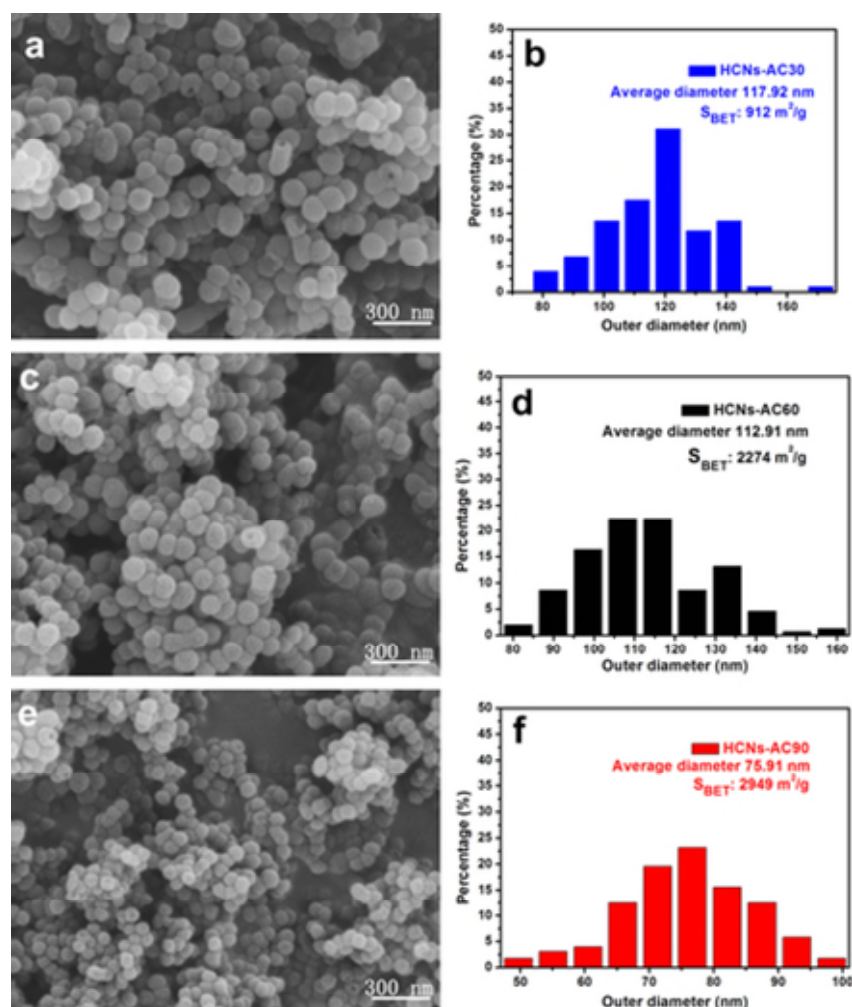 a
300 nm
b
HCNs-AC30
Average diameter 117.92 nm
S_BET: 912 m²/g
Percentage (%)
50
45
40
35
30
25
20
15
10
5
0
80 100 120 140 160
Outer diameter (nm)
c
300 nm
d
HCNs-AC60
Average diameter 112.91 nm
S_BET: 2274 m²/g
Percentage (%)
50
45
40
35
30
25
20
15
10
5
0
80 90 100 110 120 130 140 150 160
Outer diameter (nm)
e
300 nm
f
HCNs-AC90
Average diameter 75.91 nm
S_BET: 2949 m²/g
Percentage (%)
50
45
40
35
30
25
20
15
10
5
0
50 60 70 80 90 100
Outer diameter (nm)